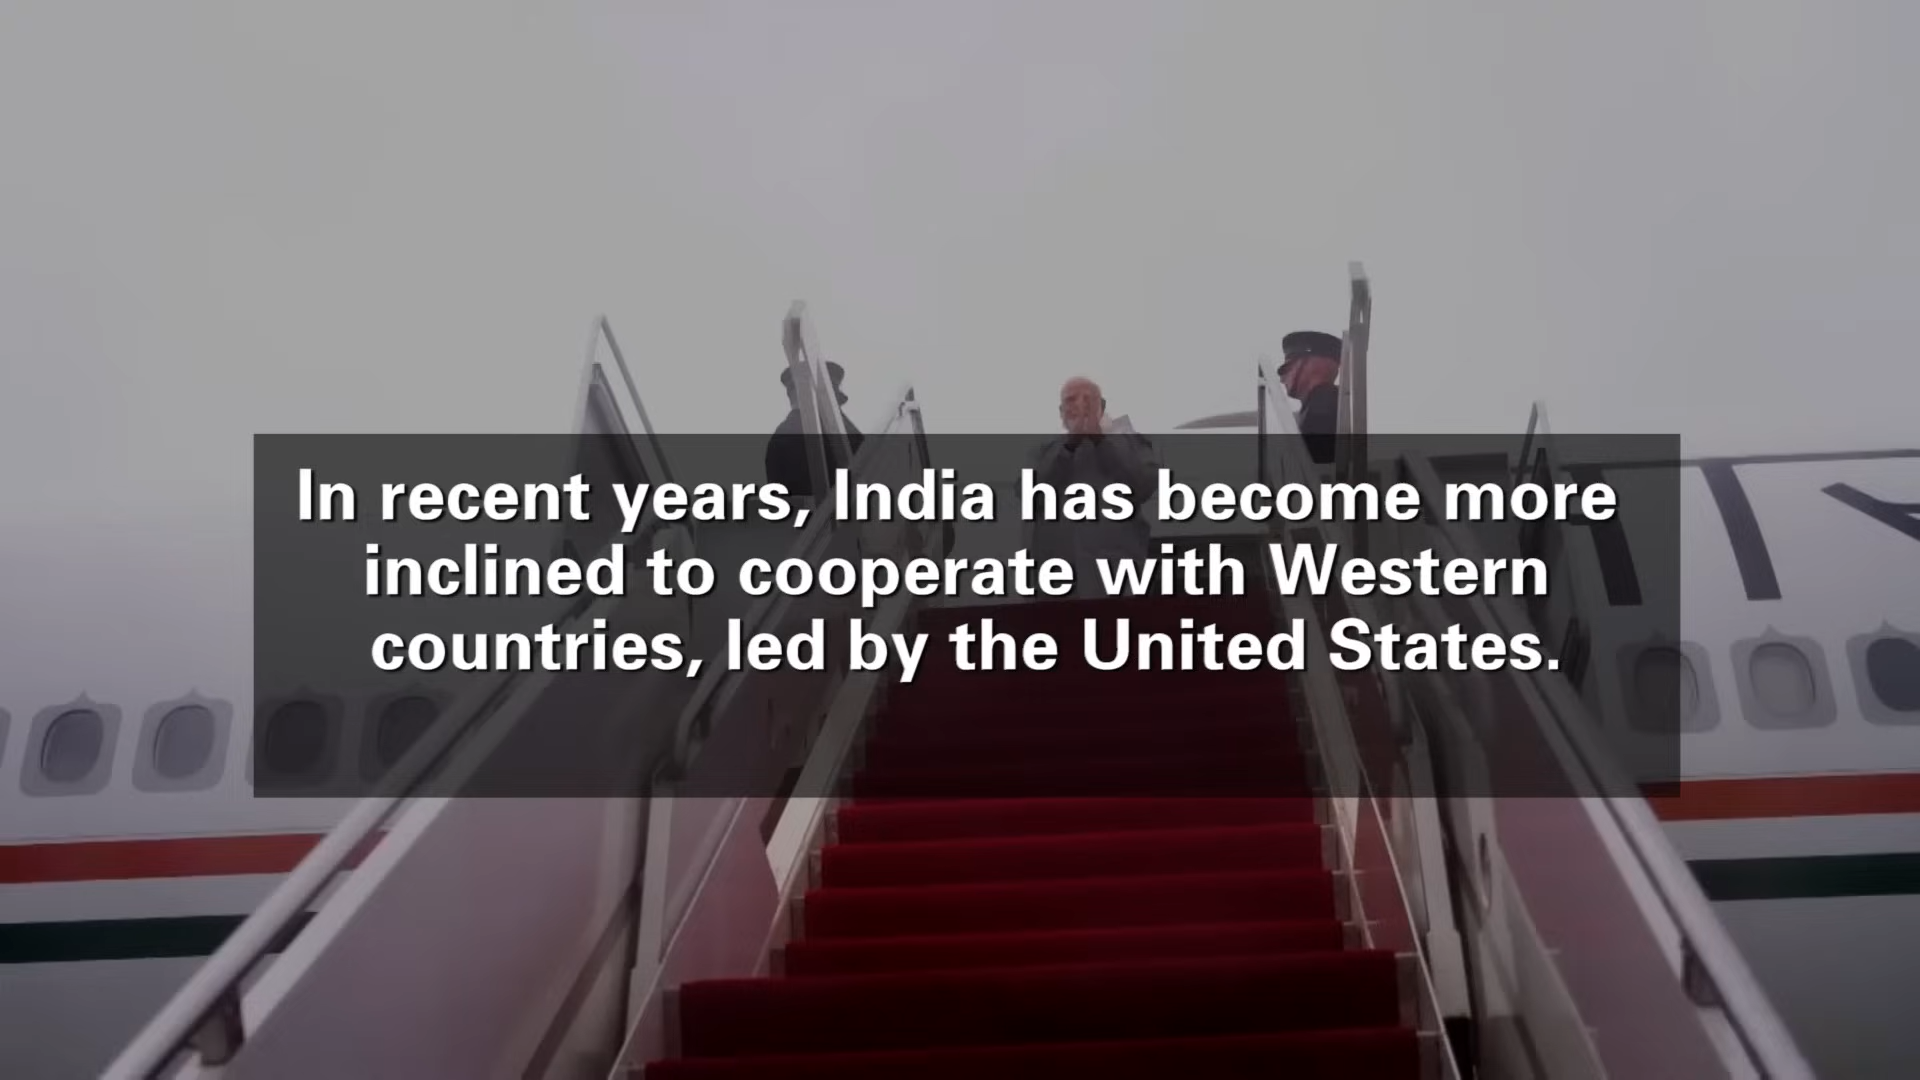 In recent years, India has become more
inclined to cooperate with Western
countries, led by the United States.